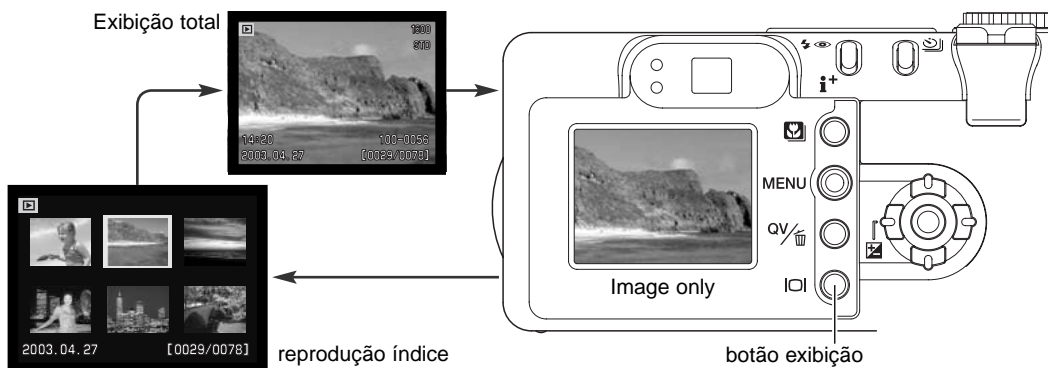 Exibição total
1600
STD
14:20
100-0056
2003.04.27
[0029/0078]
i+
MENU
QV/
Image only
botão exibição
2003.04.27
[0029/0078]
reprodução índice